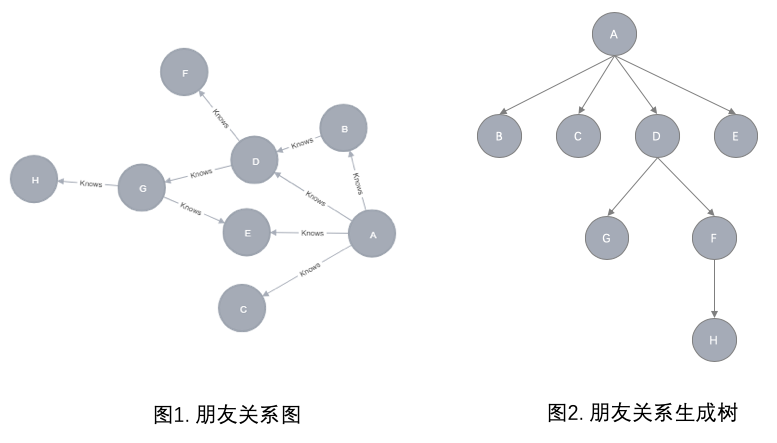 F
B
Knows
Knows
D
Knows
Knows
H
Knows
G
Knows
Knows
E
Knows
A
Knows
C
图1. 朋友关系图
A
B
C
D
E
G
F
H
图2. 朋友关系生成树